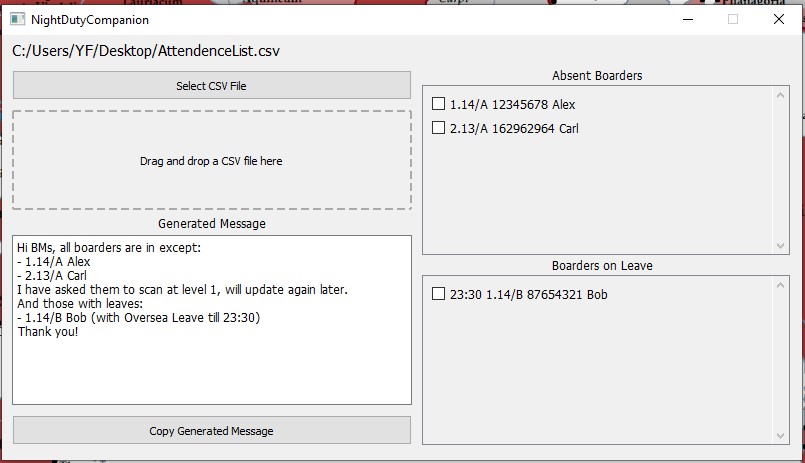 NightDutyCompanion
C:/Users/YF/Desktop/AttendenceList.csv
Select CSV File
Drag and drop a CSV file here
Generated Message
Hi BMs, all boarders are in except:
- 1.14/A Alex
- 2.13/A Carl
I have asked them to scan at level 1, will update again later.
And those with leaves:
- 1.14/B Bob (with Oversea Leave till 23:30)
Thank you!
Copy Generated Message
Absent Boarders
1.14/A 12345678 Alex
2.13/A 162962964 Carl
Boarders on Leave
23:30 1.14/B 87654321 Bob